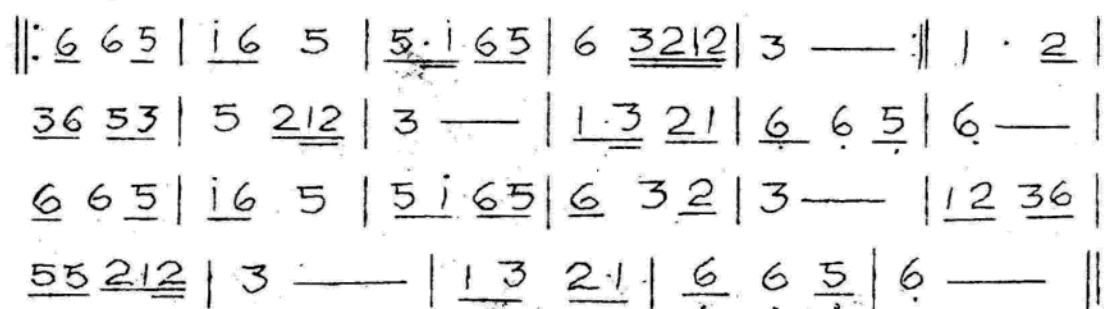 ‖: 6 6 5 | i 6 5 | 5 · i 6 5 | 6 3 2 1 2 | 3 — :‖ 1 · 2 |
3 6 5 3 | 5 2 1 2 | 3 — | 1 · 3 2 1 | 6̣ 6̣ 5̣ | 6̣ — |
6 6 5 | i 6 5 | 5 i 6 5 | 6 3 2 | 3 — | 1 2 3 6 |
5 5 2 1 2 | 3 — | 1 3 2 1 | 6̣ 6̣ 5̣ | 6̣ — ‖